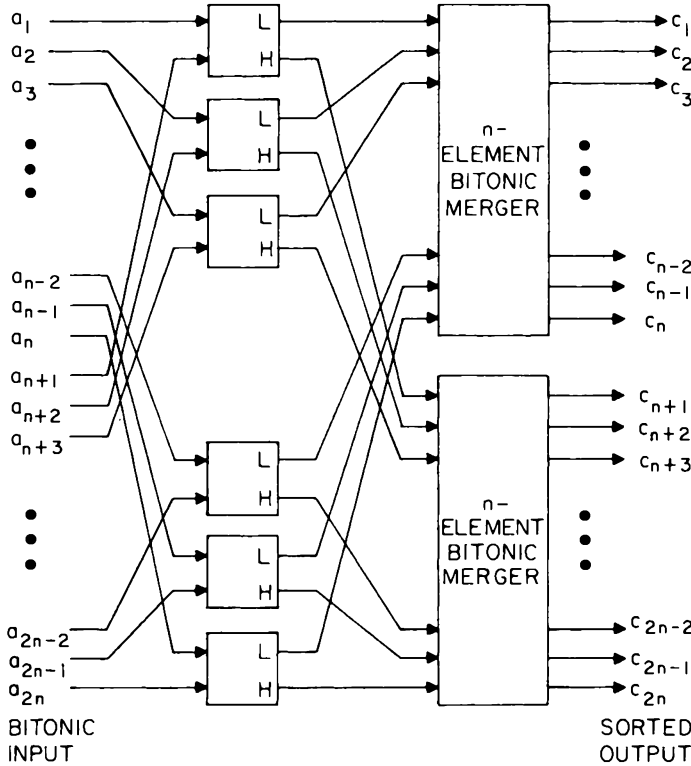 a₁
a₂
a₃
aₙ₋₂
aₙ₋₁
aₙ
aₙ₊₁
aₙ₊₂
aₙ₊₃
a₂ₙ₋₂
a₂ₙ₋₁
a₂ₙ
BITONIC
INPUT
L
H
L
H
L
H
L
H
L
H
L
H
n-
ELEMENT
BITONIC
MERGER
n-
ELEMENT
BITONIC
MERGER
c₁
c₂
c₃
cₙ₋₂
cₙ₋₁
cₙ
cₙ₊₁
cₙ₊₂
cₙ₊₃
c₂ₙ₋₂
c₂ₙ₋₁
c₂ₙ
SORTED
OUTPUT